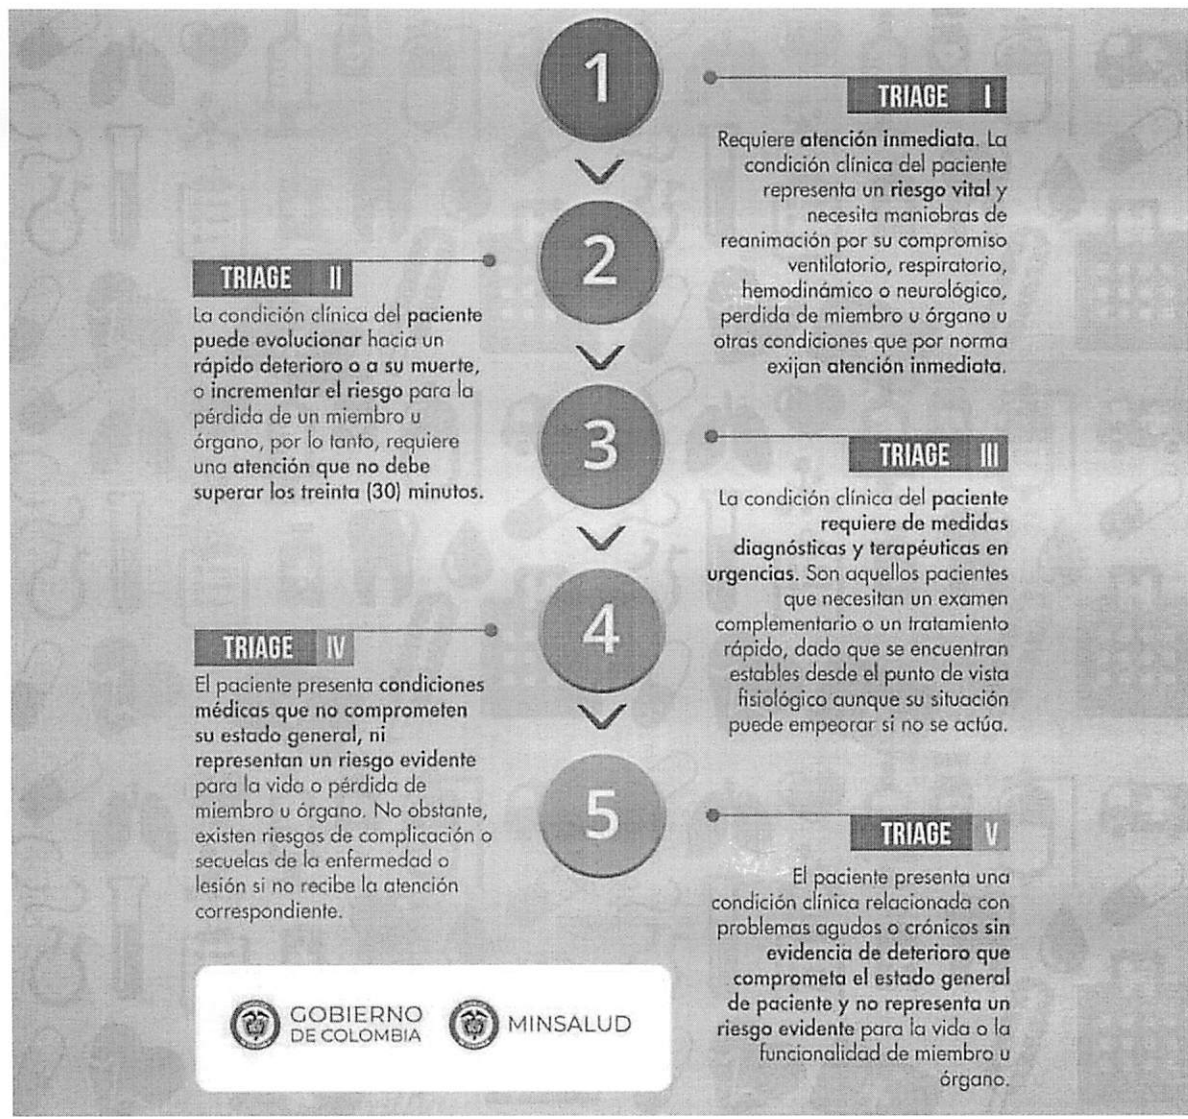 1
TRIAGE I
Requiere atención inmediata. La
condición clínica del paciente
representa un riesgo vital y
necesita maniobras de
reanimación por su compromiso
ventilatorio, respiratorio,
hemodinámico o neurológico,
perdida de miembro u órgano u
otras condiciones que por norma
exijan atención inmediata.
2
TRIAGE II
La condición clínica del paciente
puede evolucionar hacia un
rápido deterioro o a su muerte,
o incrementar el riesgo para la
pérdida de un miembro u
órgano, por lo tanto, requiere
una atención que no debe
superar los treinta (30) minutos.
3
TRIAGE III
La condición clínica del paciente
requiere de medidas
diagnósticas y terapéuticas en
urgencias. Son aquellos pacientes
que necesitan un examen
complementario o un tratamiento
rápido, dado que se encuentran
estables desde el punto de vista
fisiológico aunque su situación
puede empeorar si no se actúa.
4
TRIAGE IV
El paciente presenta condiciones
médicas que no comprometen
su estado general, ni
representan un riesgo evidente
para la vida o pérdida de
miembro u órgano. No obstante,
existen riesgos de complicación o
secuelas de la enfermedad o
lesión si no recibe la atención
correspondiente.
5
TRIAGE V
El paciente presenta una
condición clínica relacionada con
problemas agudos o crónicos sin
evidencia de deterioro que
comprometa el estado general
de paciente y no representa un
riesgo evidente para la vida o la
funcionalidad de miembro u
órgano.
GOBIERNO
DE COLOMBIA
MINSALUD